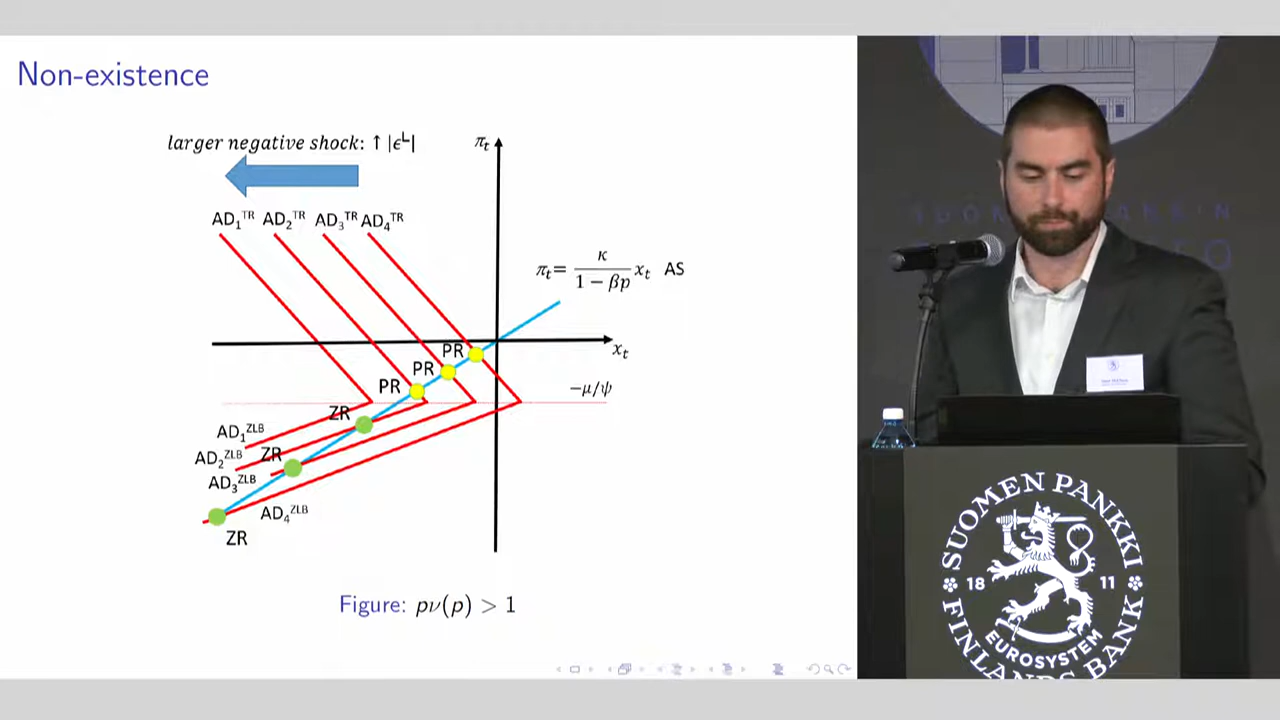 Non-existence
larger negative shock: ↑ |ϵᴸ|
πₜ
AD₁ᵀᴿ AD₂ᵀᴿ AD₃ᵀᴿ AD₄ᵀᴿ
πₜ= κ / (1 − βp) xₜ AS
PR
xₜ
PR
PR
−μ/ψ
ZR
AD₁ᶻᴸᴮ
AD₂ᶻᴸᴮ
ZR
AD₃ᶻᴸᴮ
AD₄ᶻᴸᴮ
ZR
Figure: pν(p) > 1
SUOMEN PANKKI
18 11
FINLANDS BANK
EUROSYSTEM